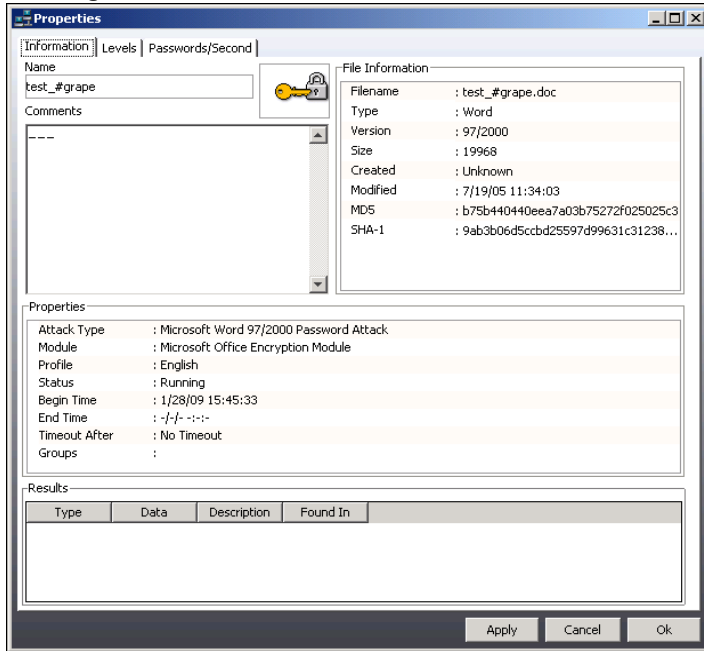 Properties
Information Levels Passwords/Second
Name
test_#grape
Comments
---
File Information
Filename : test_#grape.doc
Type : Word
Version : 97/2000
Size : 19968
Created : Unknown
Modified : 7/19/05 11:34:03
MD5 : b75b440440eea7a03b75272f025025c3
SHA-1 : 9ab3b06d5ccbd25597d99631c31238...
Properties
Attack Type : Microsoft Word 97/2000 Password Attack
Module : Microsoft Office Encryption Module
Profile : English
Status : Running
Begin Time : 1/28/09 15:45:33
End Time : -/-/- -:-:-
Timeout After : No Timeout
Groups :
Results
Type Data Description Found In
Apply Cancel Ok